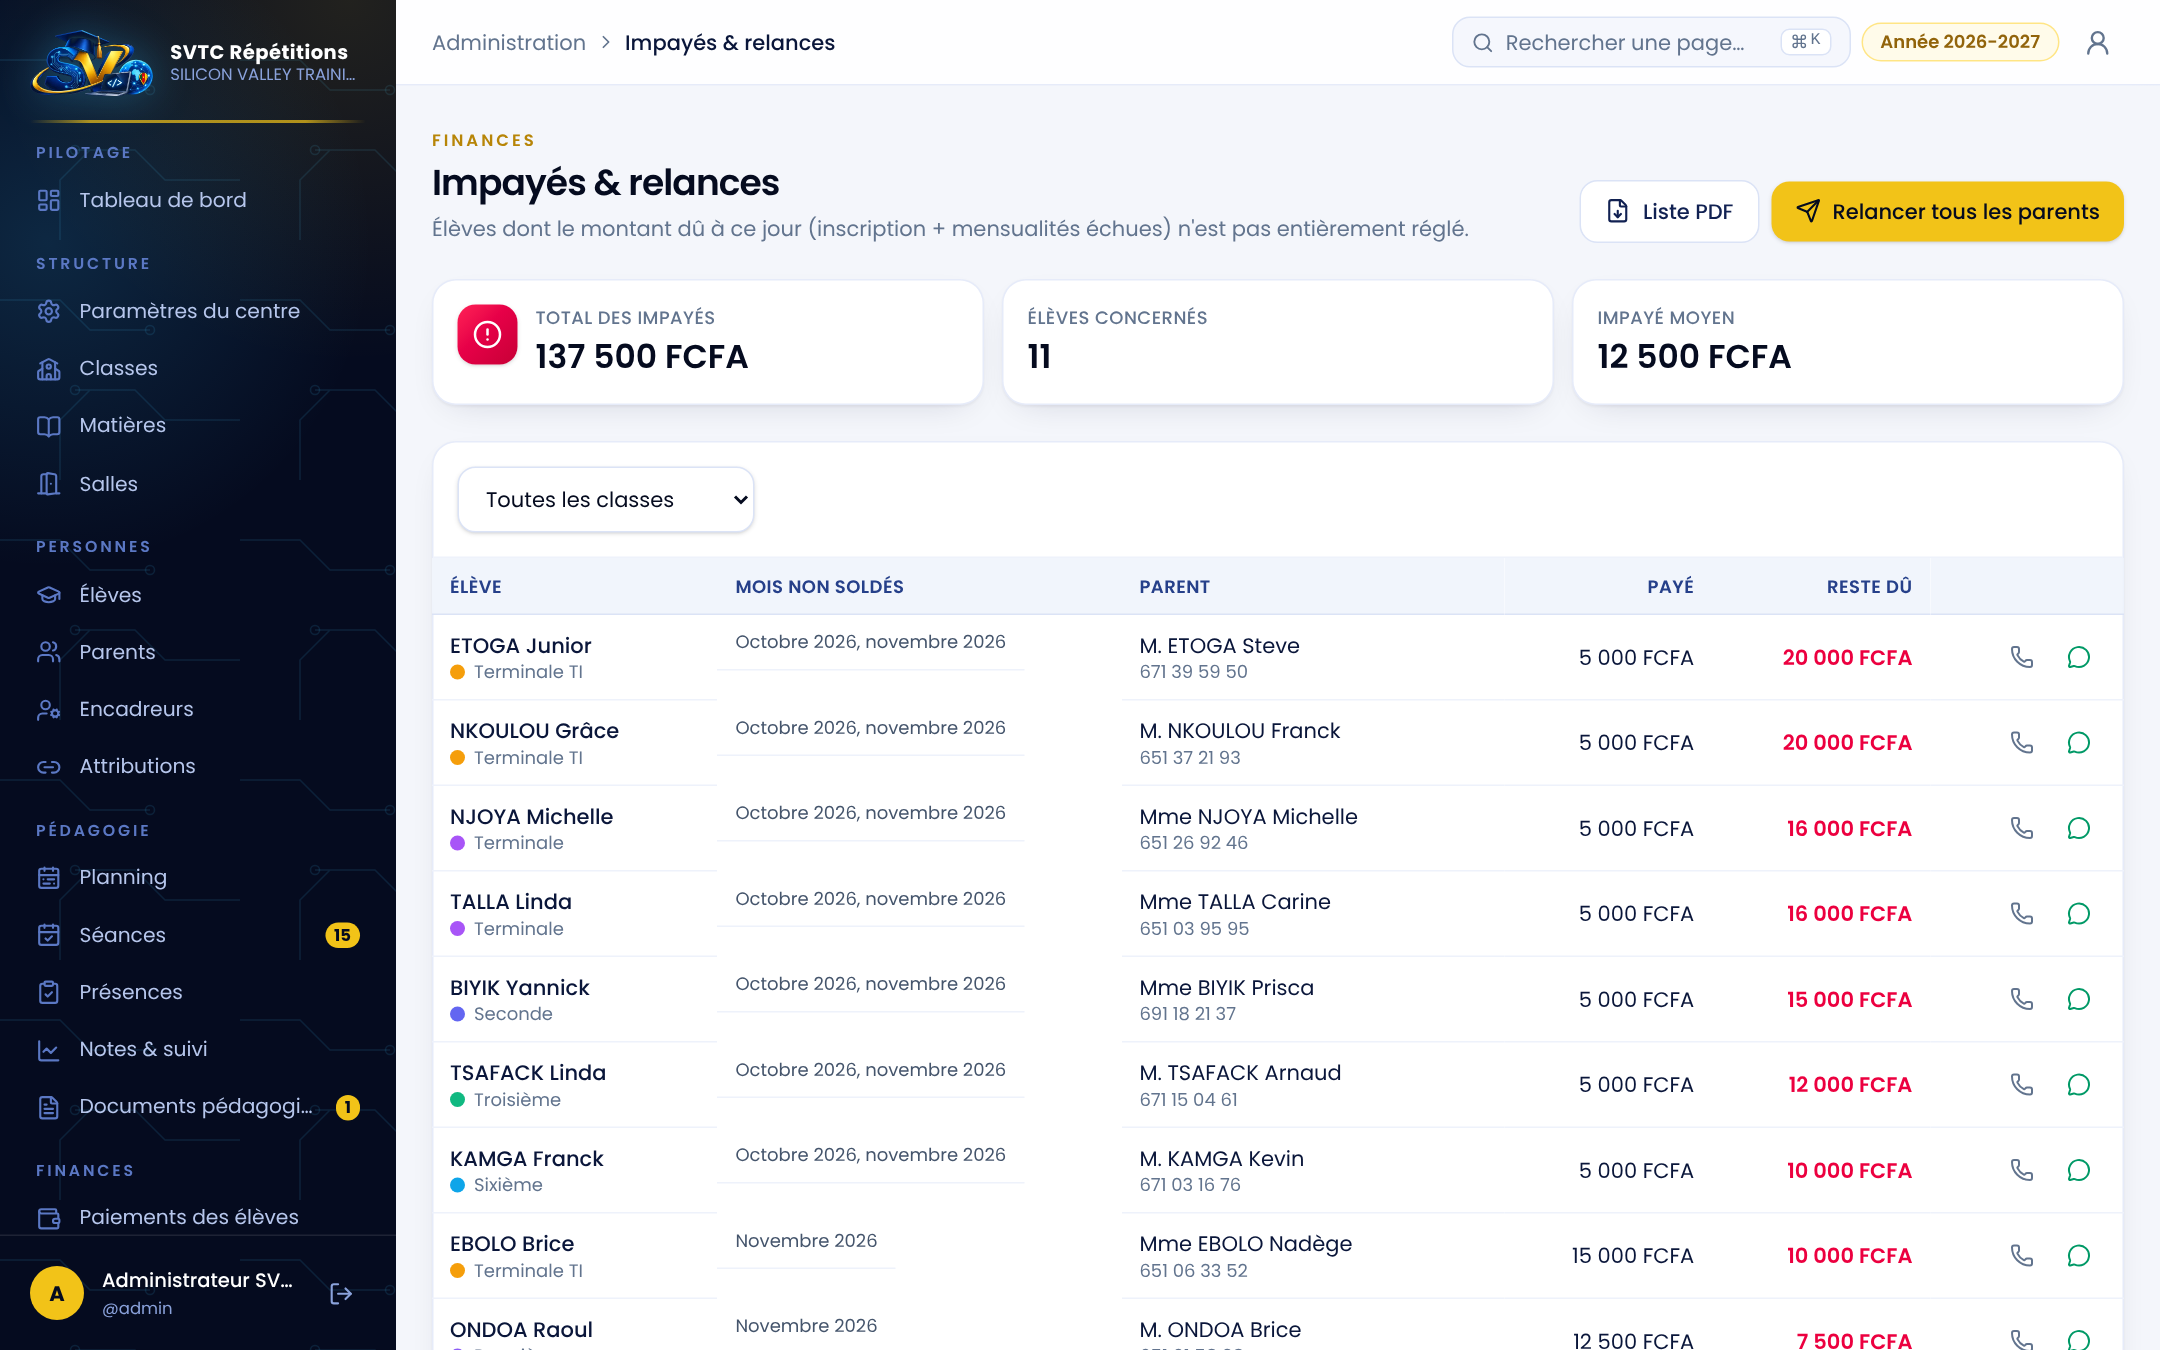 SVTC Répétitions
SILICON VALLEY TRAINI...
PILOTAGE
Tableau de bord
STRUCTURE
Paramètres du centre
Classes
Matières
Salles
PERSONNES
Élèves
Parents
Encadreurs
Attributions
PÉDAGOGIE
Planning
Séances 15
Présences
Notes & suivi
Documents pédagogi... 1
FINANCES
Paiements des élèves
A
Administrateur SV...
@admin
Administration > Impayés & relances
Rechercher une page... ⌘ K
Année 2026-2027
FINANCES
Impayés & relances
Élèves dont le montant dû à ce jour (inscription + mensualités échues) n'est pas entièrement réglé.
Liste PDF
Relancer tous les parents
TOTAL DES IMPAYÉS
137 500 FCFA
ÉLÈVES CONCERNÉS
11
IMPAYÉ MOYEN
12 500 FCFA
Toutes les classes
ÉLÈVE MOIS NON SOLDÉS PARENT PAYÉ RESTE DÛ
ETOGA Junior Octobre 2026, novembre 2026 M. ETOGA Steve 5 000 FCFA 20 000 FCFA
Terminale TI 671 39 59 50
NKOULOU Grâce Octobre 2026, novembre 2026 M. NKOULOU Franck 5 000 FCFA 20 000 FCFA
Terminale TI 651 37 21 93
NJOYA Michelle Octobre 2026, novembre 2026 Mme NJOYA Michelle 5 000 FCFA 16 000 FCFA
Terminale 651 26 92 46
TALLA Linda Octobre 2026, novembre 2026 Mme TALLA Carine 5 000 FCFA 16 000 FCFA
Terminale 651 03 95 95
BIYIK Yannick Octobre 2026, novembre 2026 Mme BIYIK Prisca 5 000 FCFA 15 000 FCFA
Seconde 691 18 21 37
TSAFACK Linda Octobre 2026, novembre 2026 M. TSAFACK Arnaud 5 000 FCFA 12 000 FCFA
Troisième 671 15 04 61
KAMGA Franck Octobre 2026, novembre 2026 M. KAMGA Kevin 5 000 FCFA 10 000 FCFA
Sixième 671 03 16 76
EBOLO Brice Novembre 2026 Mme EBOLO Nadège 15 000 FCFA 10 000 FCFA
Terminale TI 651 06 33 52
ONDOA Raoul Novembre 2026 M. ONDOA Brice 12 500 FCFA 7 500 FCFA